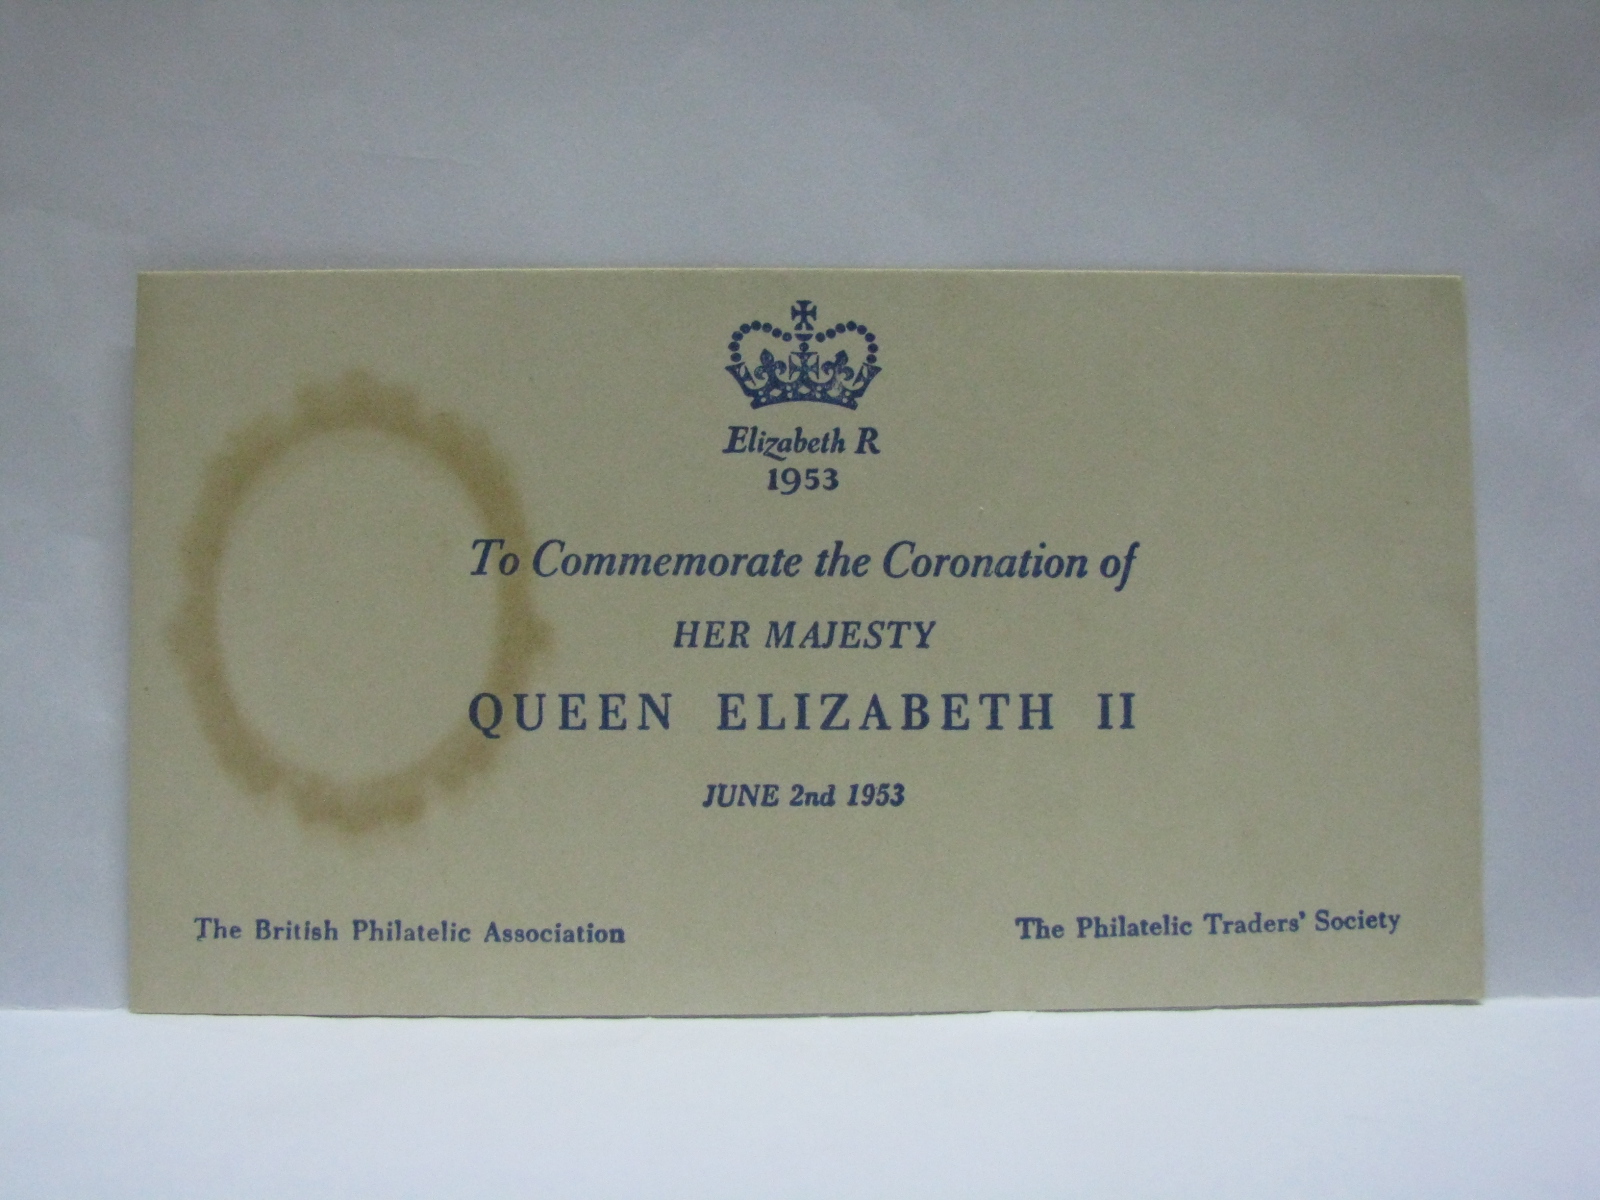 Elizabeth R
1953
To Commemorate the Coronation of
HER MAJESTY
QUEEN ELIZABETH II
JUNE 2nd 1953
The British Philatelic Association
The Philatelic Traders' Society